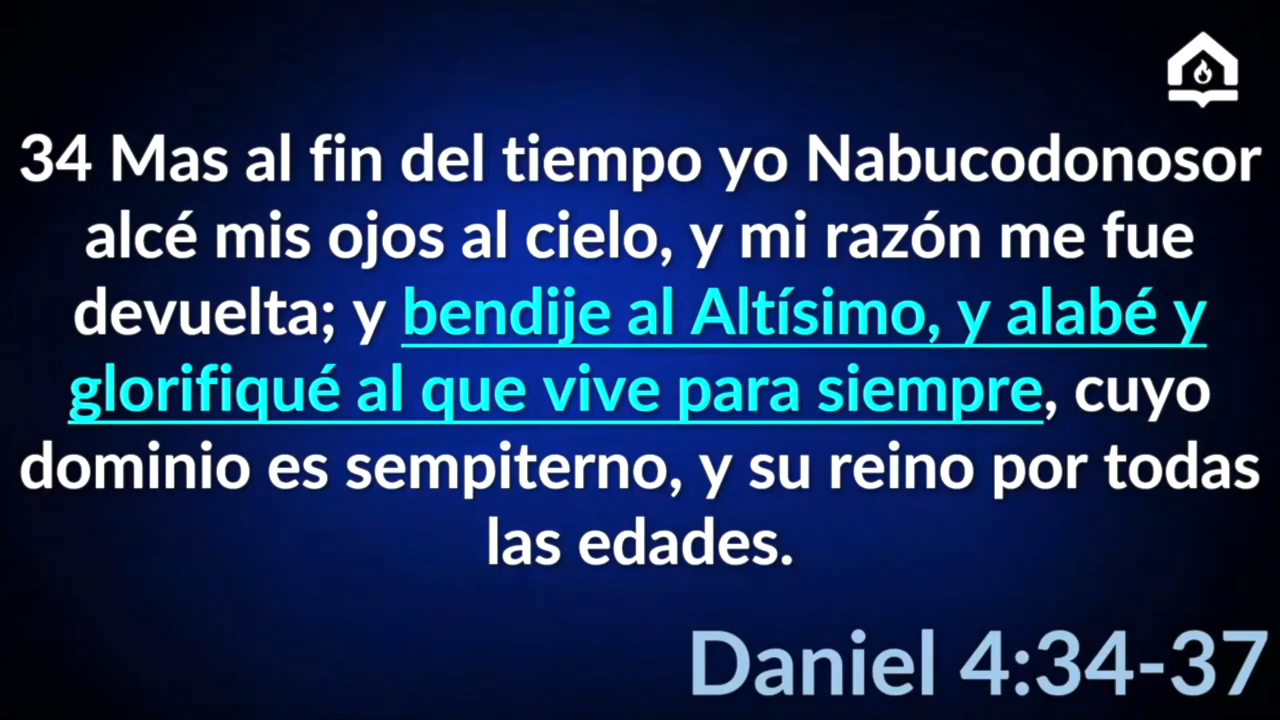 34 Mas al fin del tiempo yo Nabucodonosor
alcé mis ojos al cielo, y mi razón me fue
devuelta; y bendije al Altísimo, y alabé y
glorifiqué al que vive para siempre, cuyo
dominio es sempiterno, y su reino por todas
las edades.
Daniel 4:34-37